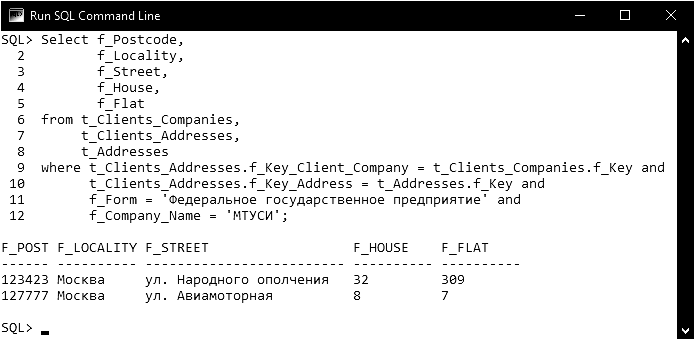 Run SQL Command Line
SQL> Select f_Postcode,
  2         f_Locality,
  3         f_Street,
  4         f_House,
  5         f_Flat
  6  from t_Clients_Companies,
  7       t_Clients_Addresses,
  8       t_Addresses
  9  where t_Clients_Addresses.f_Key_Client_Company = t_Clients_Companies.f_Key and
 10        t_Clients_Addresses.f_Key_Address = t_Addresses.f_Key and
 11        f_Form = 'Федеральное государственное предприятие' and
 12        f_Company_Name = 'МТУСИ';
F_POST F_LOCALITY F_STREET                  F_HOUSE    F_FLAT
------ ---------- ------------------------- ---------- ----------
123423 Москва     ул. Народного ополчения   32         309
127777 Москва     ул. Авиамоторная          8          7
SQL>